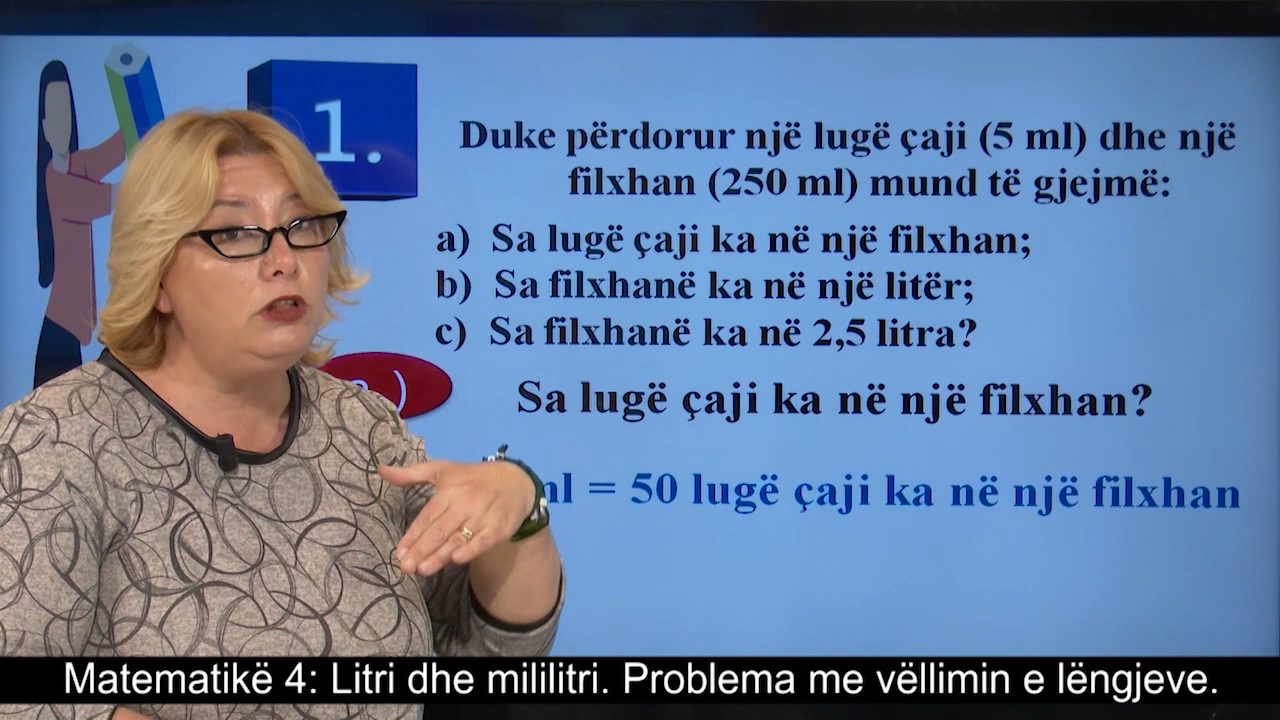 1.
Duke përdorur një lugë çaji (5 ml) dhe një
filxhan (250 ml) mund të gjejmë:
a) Sa lugë çaji ka në një filxhan;
b) Sa filxhanë ka në një litër;
c) Sa filxhanë ka në 2,5 litra?
Sa lugë çaji ka në një filxhan?
= 50 lugë çaji ka në një filxhan
Matematikë 4: Litri dhe mililitri. Problema me vëllimin e lëngjeve.